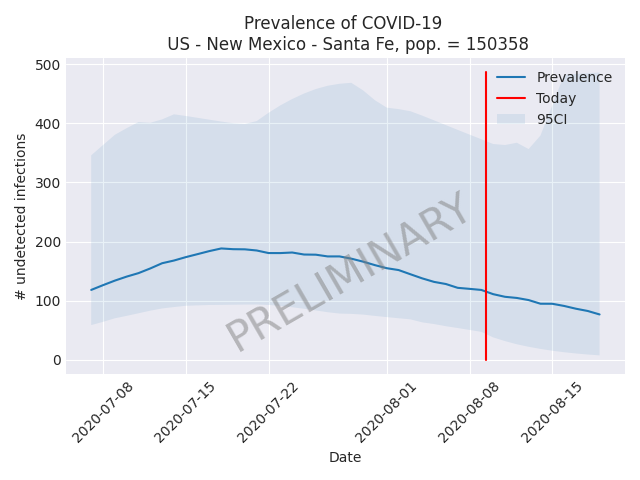 Prevalence of COVID-19
US - New Mexico - Santa Fe, pop. = 150358
500
400
300
200
100
0
# undetected infections
Prevalence
Today
95CI
PRELIMINARY
2020-07-08
2020-07-15
2020-07-22
2020-08-01
2020-08-08
2020-08-15
Date